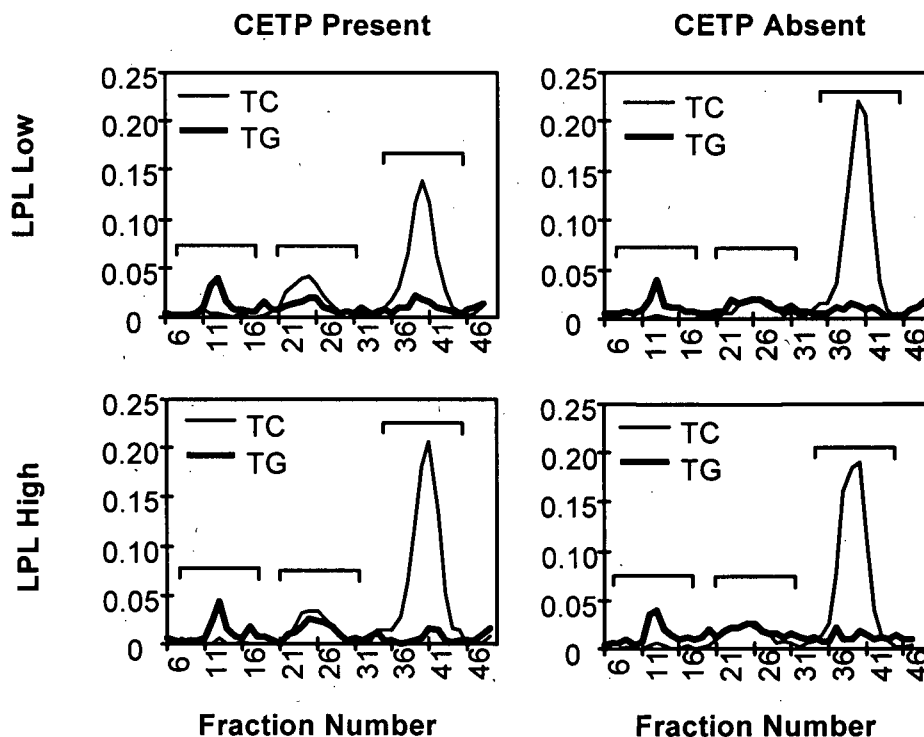 CETP Present
CETP Absent
LPL Low
0.25
0.20
0.15
0.10
0.05
0
TC
TG
6 11 16 21 26 31 36 41 46
0.25
0.20
0.15
0.10
0.05
0
TC
TG
6 11 16 21 26 31 36 41 46
LPL High
0.25
0.20
0.15
0.10
0.05
0
TC
TG
6 11 16 21 26 31 36 41 46
0.25
0.20
0.15
0.10
0.05
0
TC
TG
6 11 16 21 26 31 36 41 46
Fraction Number
Fraction Number